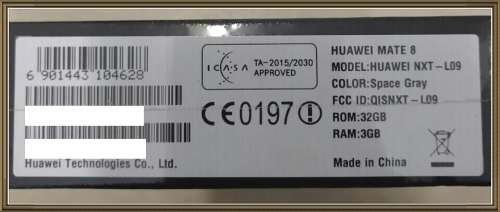 6 901443 104628
Huawei Technologies Co., Ltd.
ICASA
TA-2015/2030
APPROVED
CE0197
HUAWEI MATE 8
MODEL:HUAWEI NXT-L09
COLOR:Space Gray
FCC ID:QISNXT-L09
ROM:32GB
RAM:3GB
Made in China